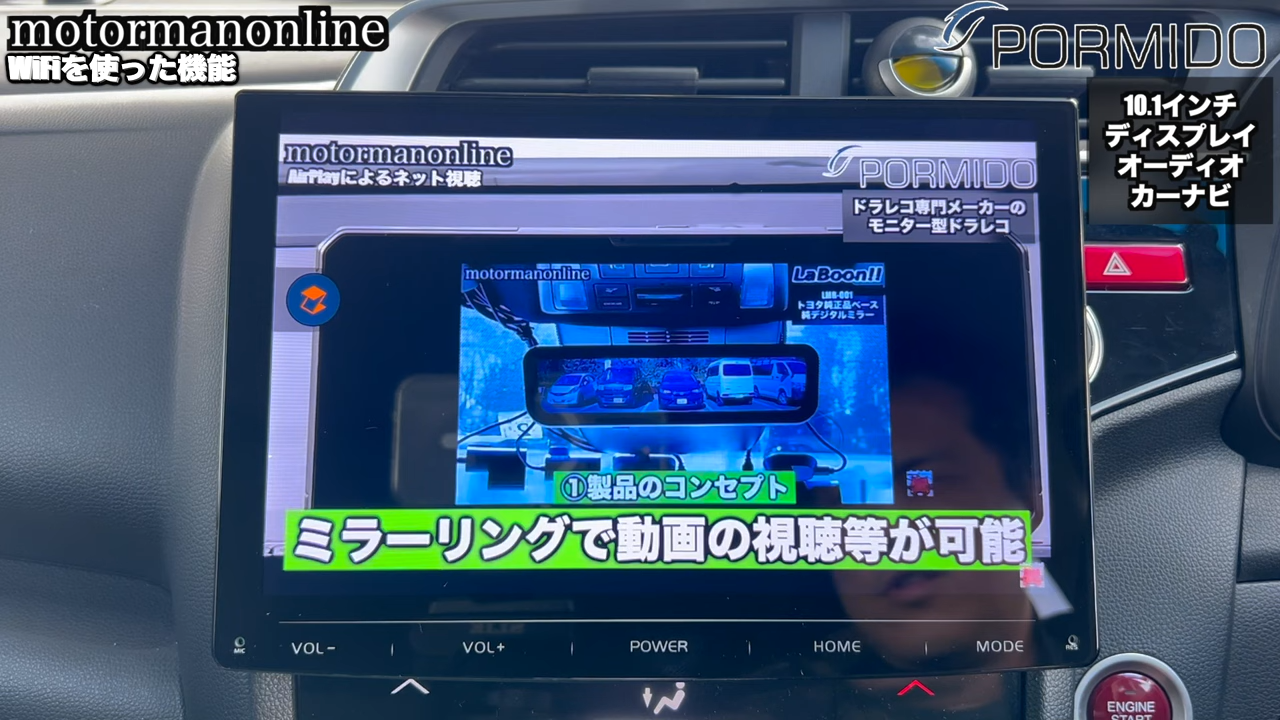 motormanonline
WiFiを使った機能
PORMIDO
10.1インチ
ディスプレイ
オーディオ
カーナビ
motormanonline
AirPlayによるネット視聴
PORMIDO
ドラレコ専門メーカーの
モニター型ドラレコ
motormanonline
LaBoon!!
LMR-001
トヨタ純正品ベース
純デジタルミラー
①製品のコンセプト
ミラーリングで動画の視聴等が可能
MIC
VOL-
VOL+
POWER
HOME
MODE
RES
ENGINE
START